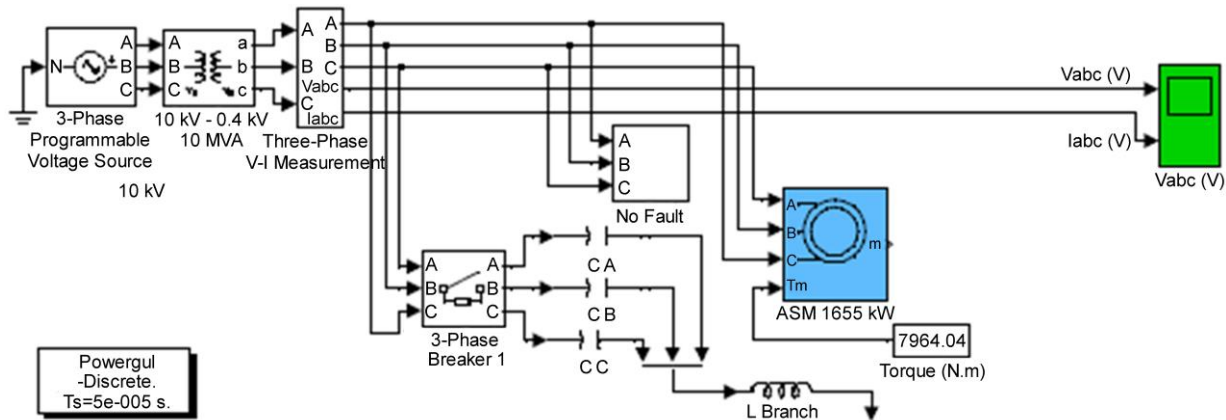 N
A
B
C
3-Phase
Programmable
Voltage Source
10 kV
A
B
C
a
b
c
10 kV - 0.4 kV
10 MVA
A
B
C
A
B
C
Vabc
Iabc
Three-Phase
V-I Measurement
Vabc (V)
Iabc (V)
Vabc (V)
A
B
C
No Fault
A
B
C
A
B
C
3-Phase
Breaker 1
C A
C B
C C
L Branch
A
B
C
Tm
m
ASM 1655 kW
7964.04
Torque (N.m)
Powergul
-Discrete.
Ts=5e-005 s.